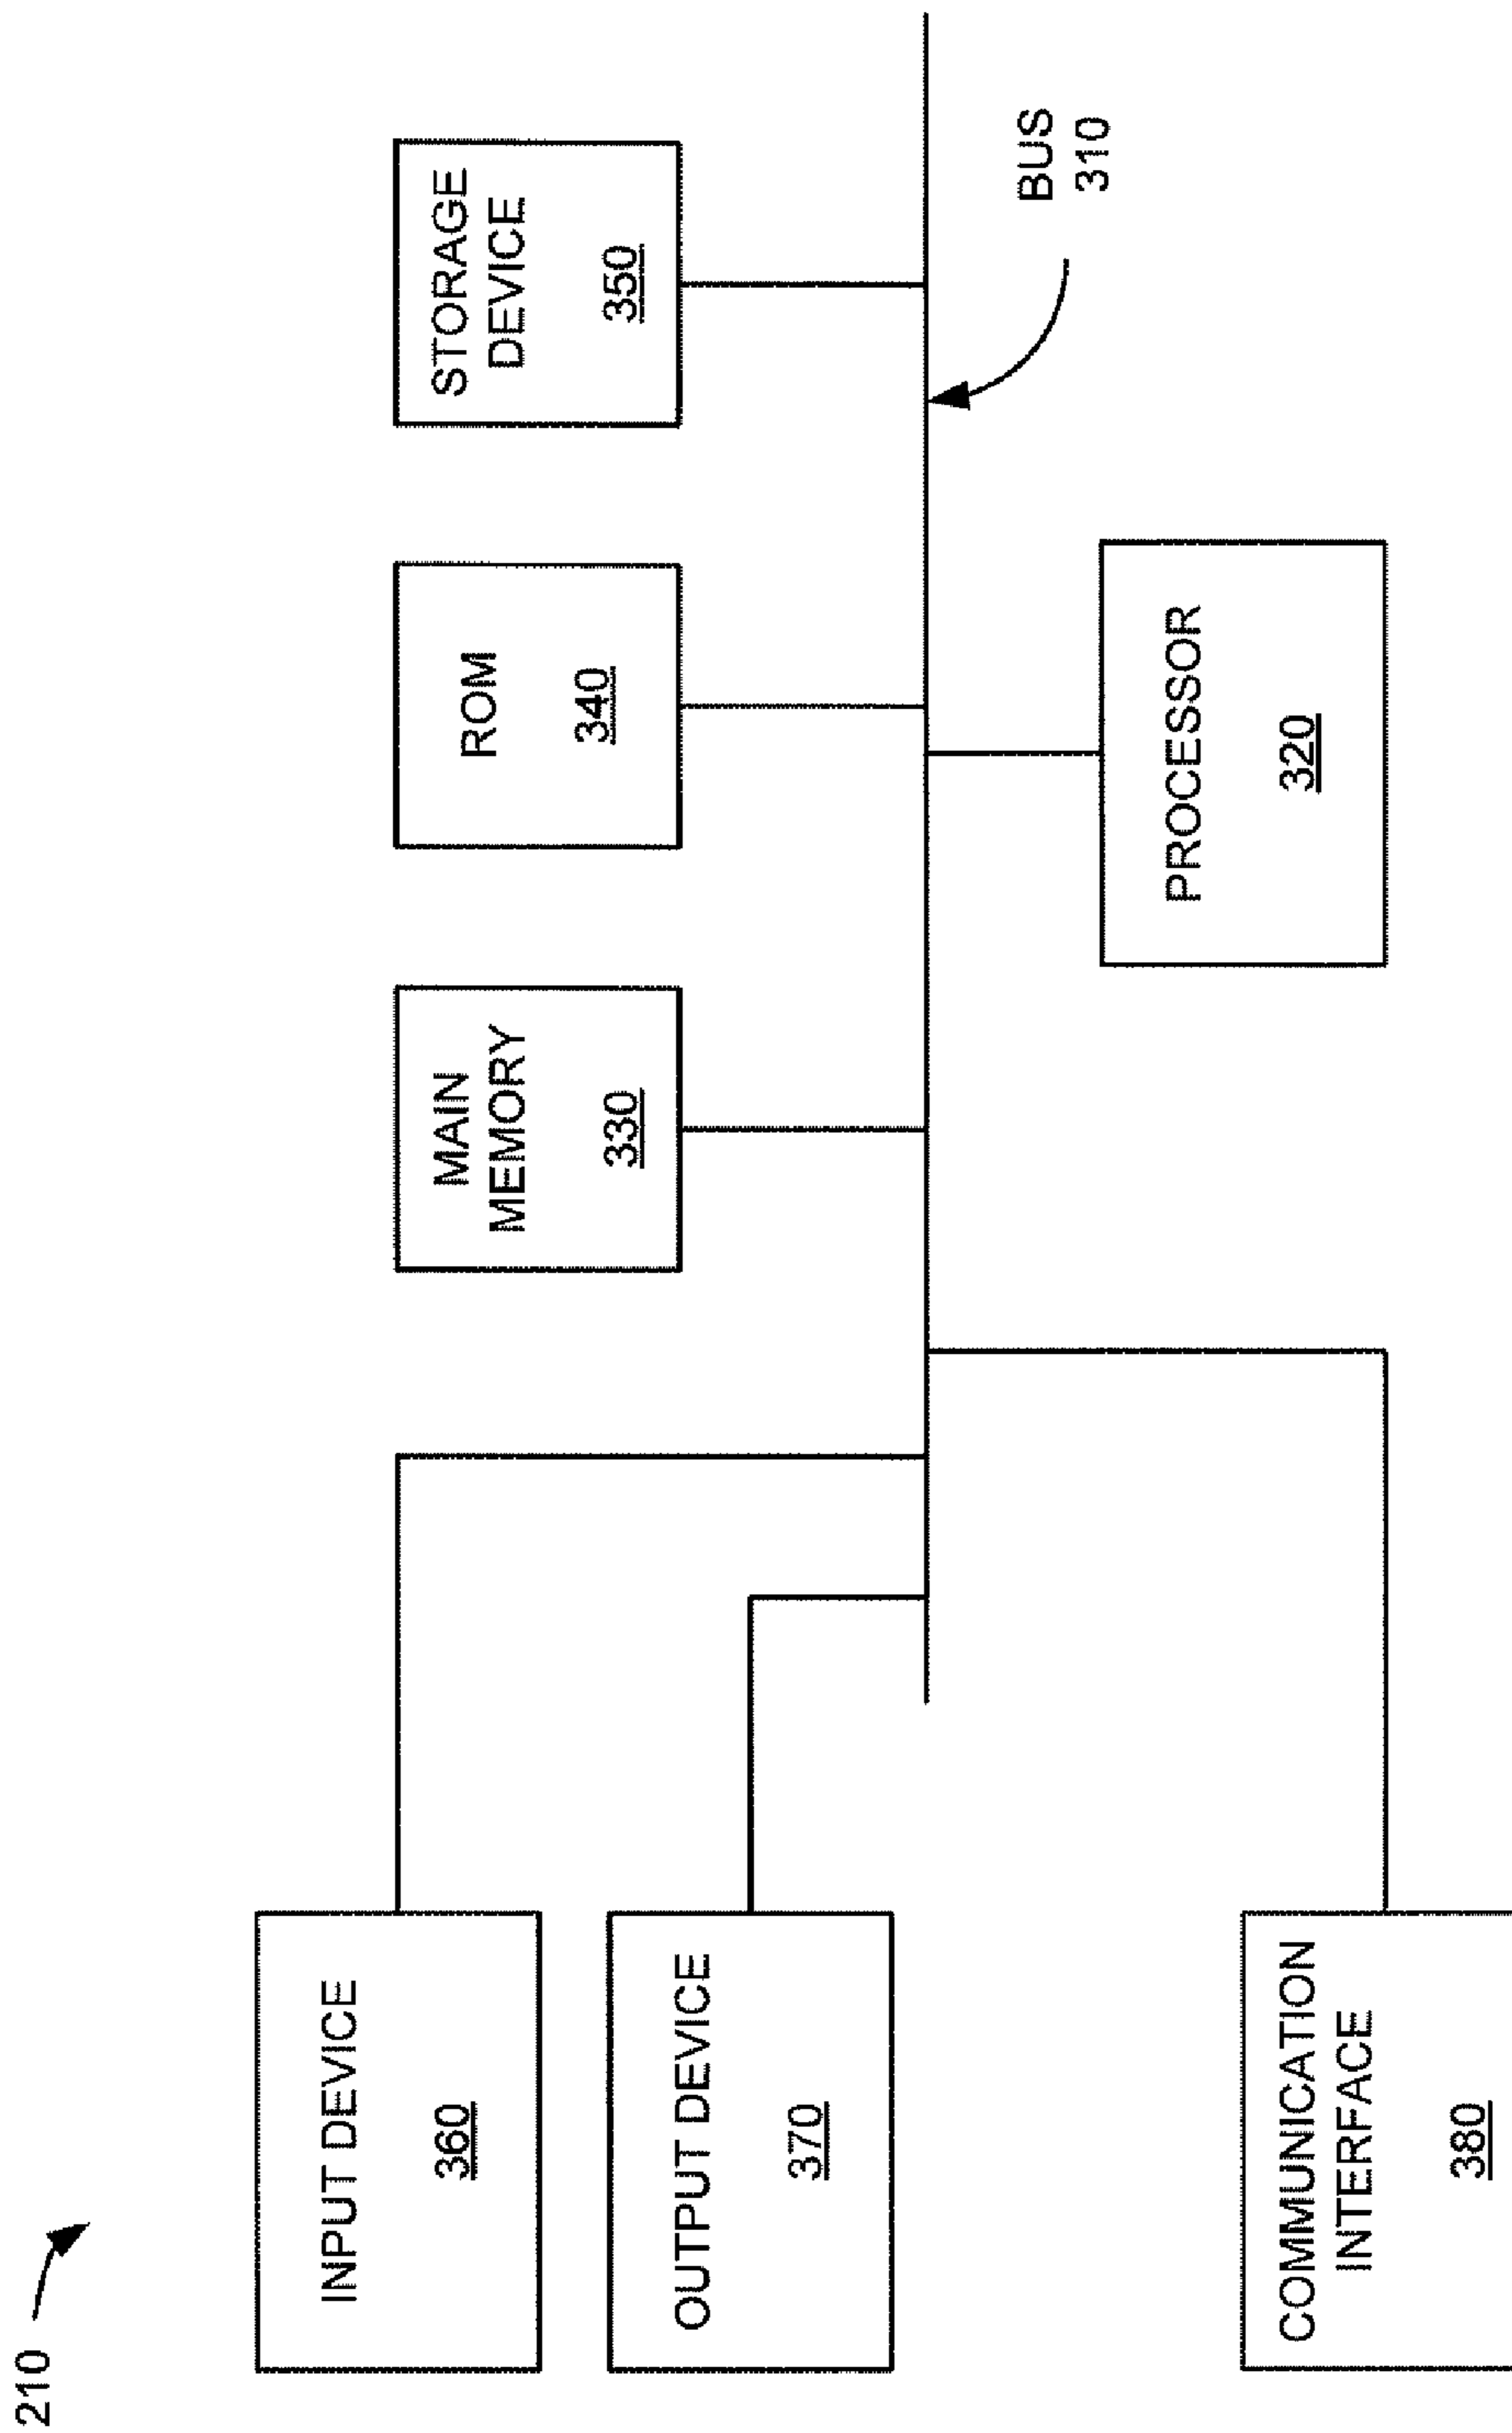 210
INPUT DEVICE
360
OUTPUT DEVICE
370
COMMUNICATION
INTERFACE
380
MAIN
MEMORY
330
ROM
340
STORAGE
DEVICE
350
PROCESSOR
320
BUS
310